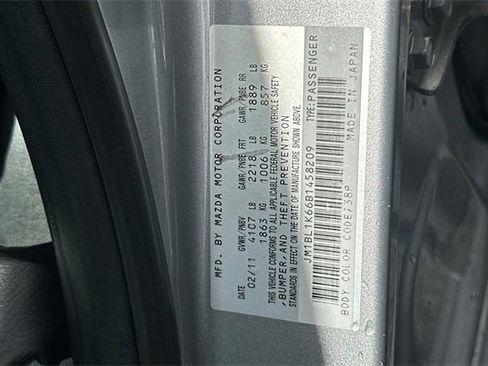 MFD. BY MAZDA MOTOR CORPORATION
DATE GVWR/PNBV GAWR/PNBE FRT GAWR/PNBE RR
02/11 4107 LB 2218 LB 1889 LB
1863 KG 1006 KG 857 KG
THIS VEHICLE CONFORMS TO ALL APPLICABLE FEDERAL MOTOR VEHICLE SAFETY
,BUMPER,AND THEFT PREVENTION
STANDARDS IN EFFECT ON THE DATE OF MANUFACTURE SHOWN ABOVE.
JM1BL1K66B1458209 TYPE:PASSENGER
BODY COLOR CODE/38P MADE IN JAPAN